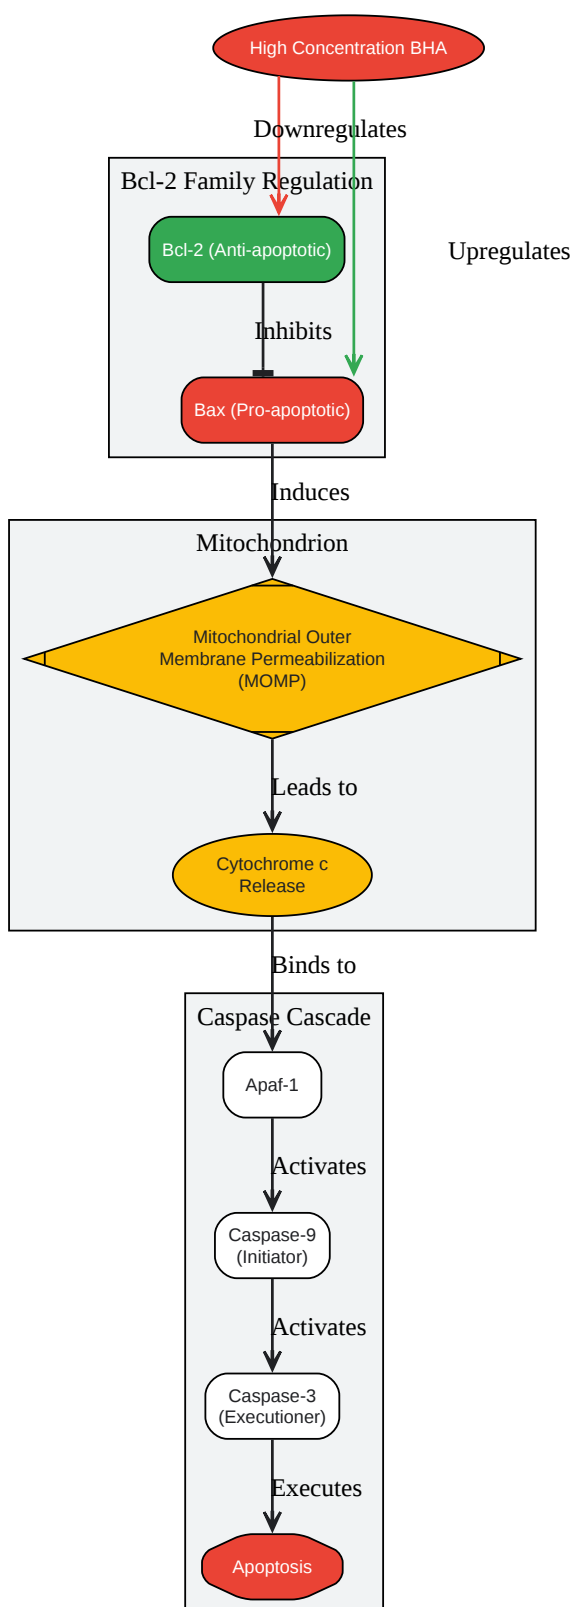 High Concentration BHA
Downregulates
Bcl-2 Family Regulation
Bcl-2 (Anti-apoptotic)
Upregulates
Inhibits
Bax (Pro-apoptotic)
Induces
Mitochondrion
Mitochondrial Outer
Membrane Permeabilization
(MOMP)
Leads to
Cytochrome c
Release
Binds to
Caspase Cascade
Apaf-1
Activates
Caspase-9
(Initiator)
Activates
Caspase-3
(Executioner)
Executes
Apoptosis